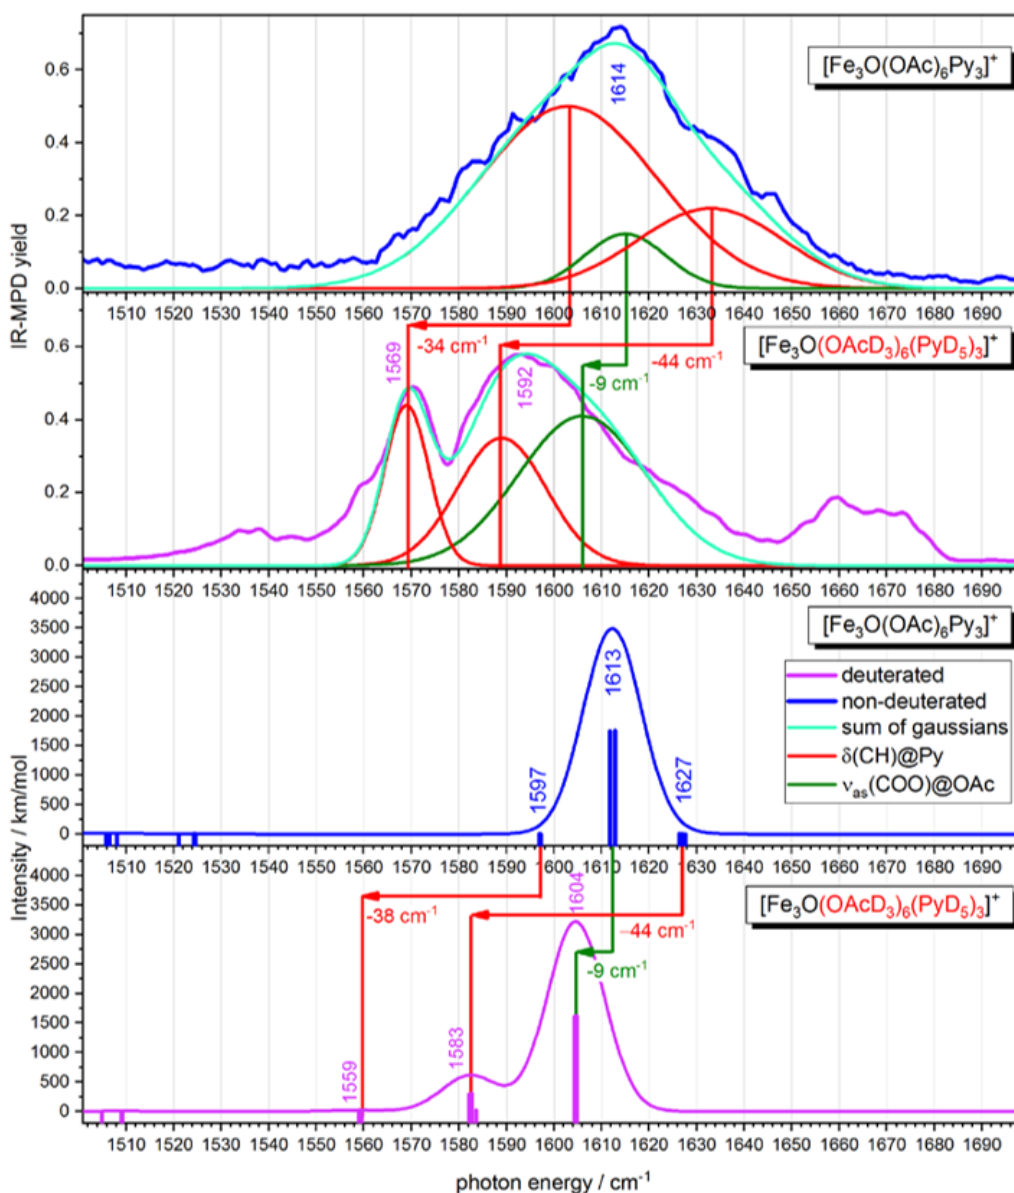 [Fe₃O(OAc)₆Py₃]⁺
1614
0.6
0.4
0.2
0.0
IR-MPD yield
1510 1520 1530 1540 1550 1560 1570 1580 1590 1600 1610 1620 1630 1640 1650 1660 1670 1680 1690
[Fe₃O(OAcD₃)₆(PyD₅)₃]⁺
-34 cm⁻¹
-44 cm⁻¹
-9 cm⁻¹
1569
1592
0.6
0.4
0.2
0.0
1510 1520 1530 1540 1550 1560 1570 1580 1590 1600 1610 1620 1630 1640 1650 1660 1670 1680 1690
[Fe₃O(OAc)₆Py₃]⁺
4000
3500
3000
2500
2000
1500
1000
500
0
1597
1613
1627
deuterated
non-deuterated
sum of gaussians
δ(CH)@Py
νas(COO)@OAc
Intensity / km/mol
1510 1520 1530 1540 1550 1560 1570 1580 1590 1600 1610 1620 1630 1640 1650 1660 1670 1680 1690
[Fe₃O(OAcD₃)₆(PyD₅)₃]⁺
-38 cm⁻¹
-44 cm⁻¹
-9 cm⁻¹
1604
1583
1559
4000
3500
3000
2500
2000
1500
1000
500
0
1510 1520 1530 1540 1550 1560 1570 1580 1590 1600 1610 1620 1630 1640 1650 1660 1670 1680 1690
photon energy / cm⁻¹